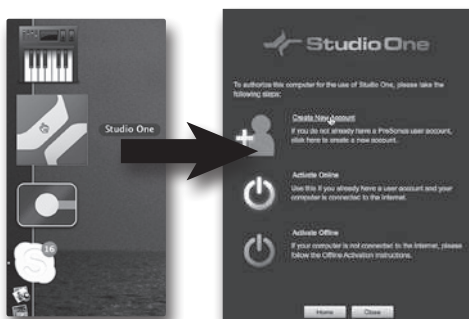 Studio One
16
Studio One
To authorize this computer for the use of Studio One, please take the
following steps:
Create New Account
If you do not already have a PreSonus user account,
click here to create a new account.
Activate Online
Use this if you already have a user account and your
computer is connected to the Internet.
Activate Offline
If your computer is not connected to the Internet, please
follow the Offline Activation instructions.
Home
Close